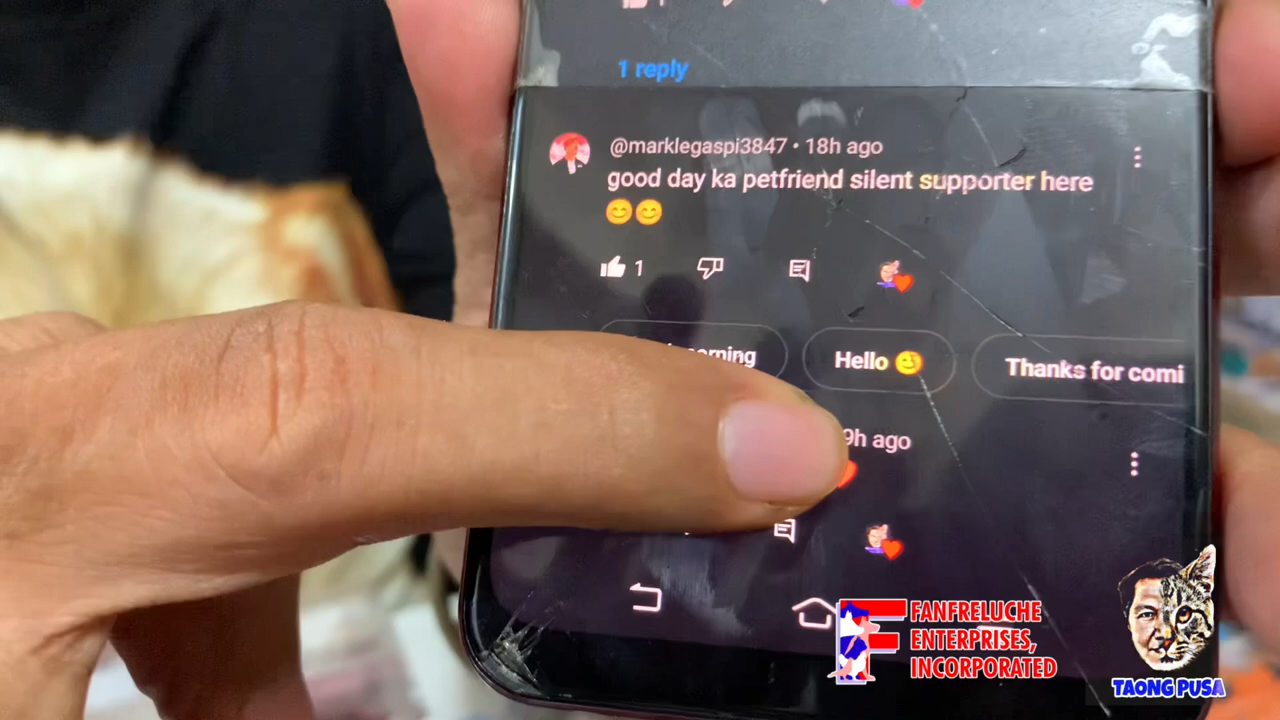 1 reply
@marklegaspi3847 • 18h ago
good day ka petfriend silent supporter here
😊😊
1
Hello
Thanks for comi
9h ago
FANFRELUCHE
ENTERPRISES,
INCORPORATED
TAONG PUSA